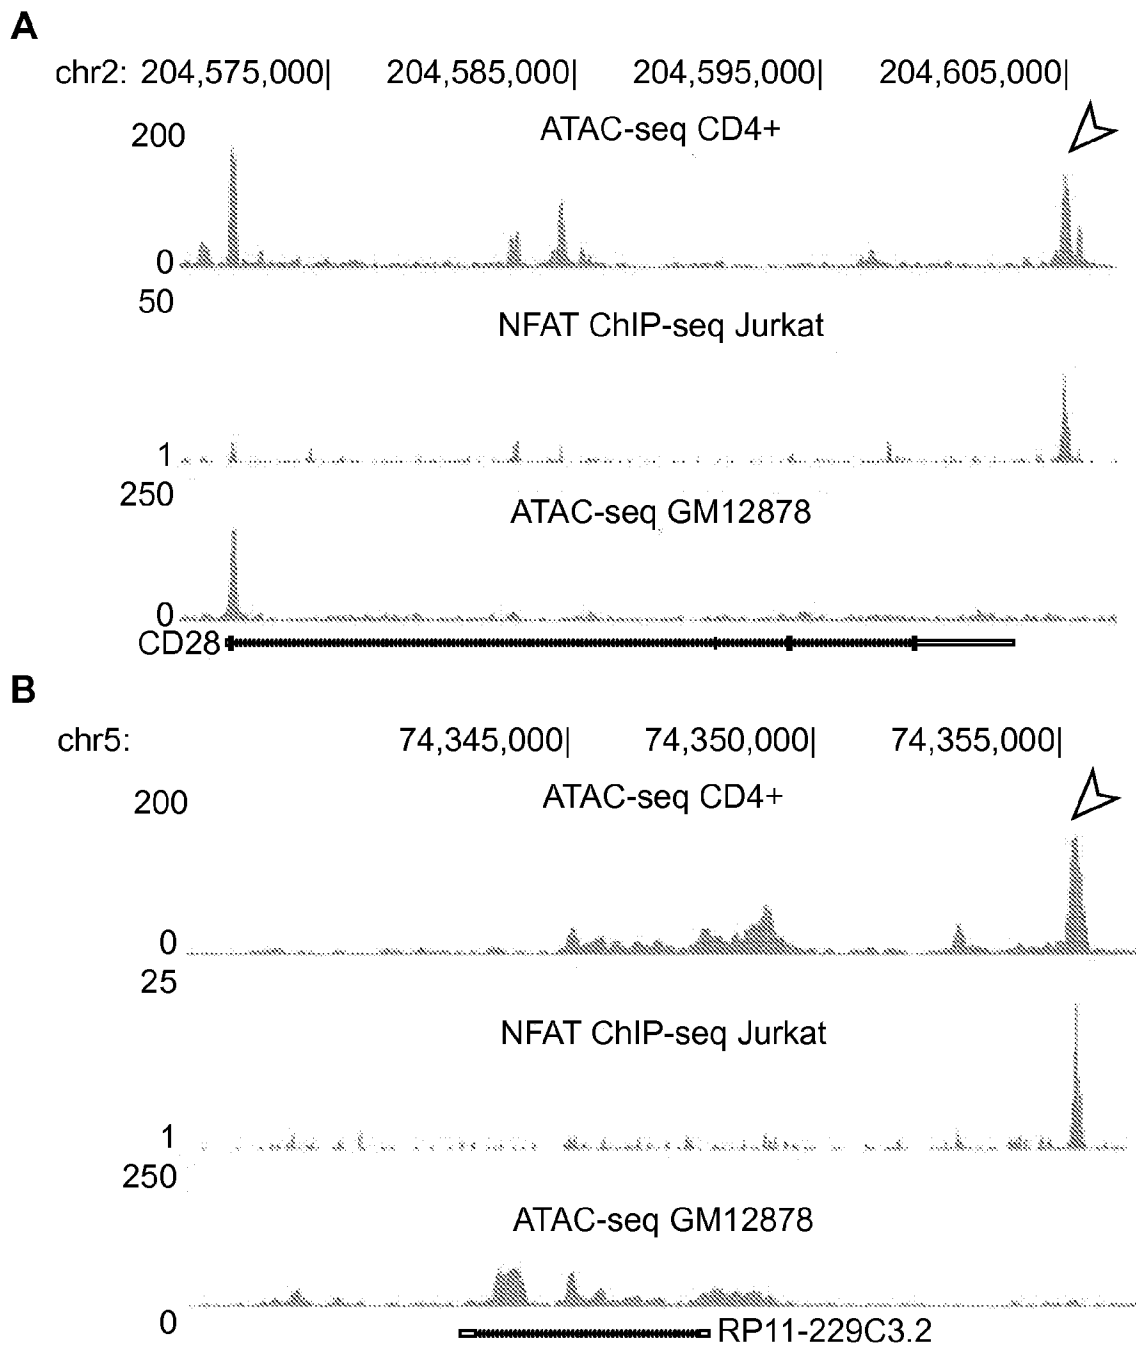 A
chr2: 204,575,000| 204,585,000| 204,595,000| 204,605,000|
ATAC-seq CD4+
200
0
50
NFAT ChIP-seq Jurkat
1
250
ATAC-seq GM12878
0
CD28
B
chr5: 74,345,000| 74,350,000| 74,355,000|
ATAC-seq CD4+
200
0
25
NFAT ChIP-seq Jurkat
1
250
ATAC-seq GM12878
0
RP11-229C3.2